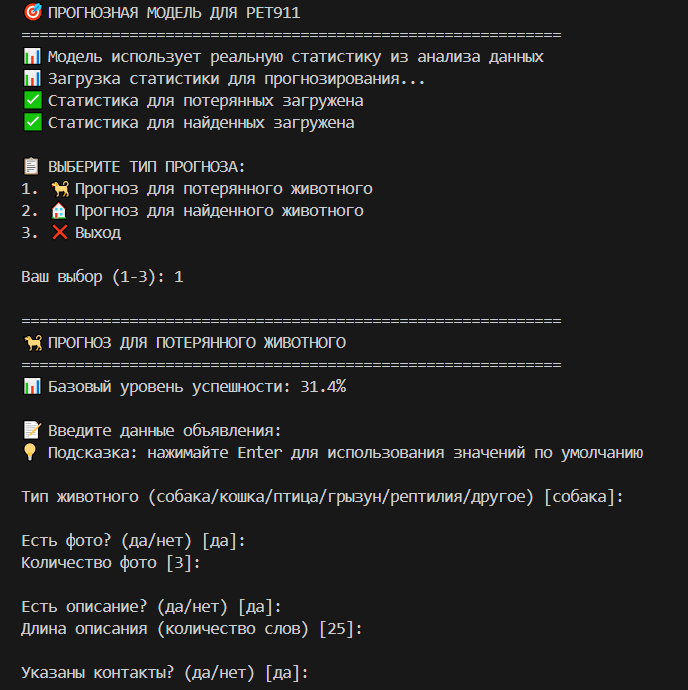 🎯 ПРОГНОЗНАЯ МОДЕЛЬ ДЛЯ PET911
============================================================
📊 Модель использует реальную статистику из анализа данных
📊 Загрузка статистики для прогнозирования...
✅ Статистика для потерянных загружена
✅ Статистика для найденных загружена
📋 ВЫБЕРИТЕ ТИП ПРОГНОЗА:
1. 🐕 Прогноз для потерянного животного
2. 🏠 Прогноз для найденного животного
3. ❌ Выход
Ваш выбор (1-3): 1
============================================================
🐕 ПРОГНОЗ ДЛЯ ПОТЕРЯННОГО ЖИВОТНОГО
============================================================
📊 Базовый уровень успешности: 31.4%
📝 Введите данные объявления:
💡 Подсказка: нажимайте Enter для использования значений по умолчанию
Тип животного (собака/кошка/птица/грызун/рептилия/другое) [собака]:
Есть фото? (да/нет) [да]:
Количество фото [3]:
Есть описание? (да/нет) [да]:
Длина описания (количество слов) [25]:
Указаны контакты? (да/нет) [да]: